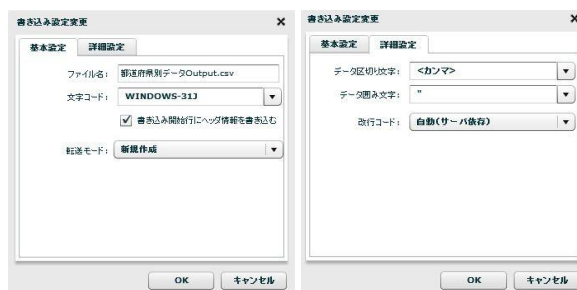 書き込み設定変更
基本設定 詳細設定
ファイル名: 都道府県別データOutput.csv
文字コード: WINDOWS-31J
書き込み開始行にヘッダ情報を書き込む
転送モード: 新規作成
OK キャンセル
書き込み設定変更
基本設定 詳細設定
データ区切り文字: <カンマ>
データ囲み文字: "
改行コード: 自動(サーバ依存)
OK キャンセル